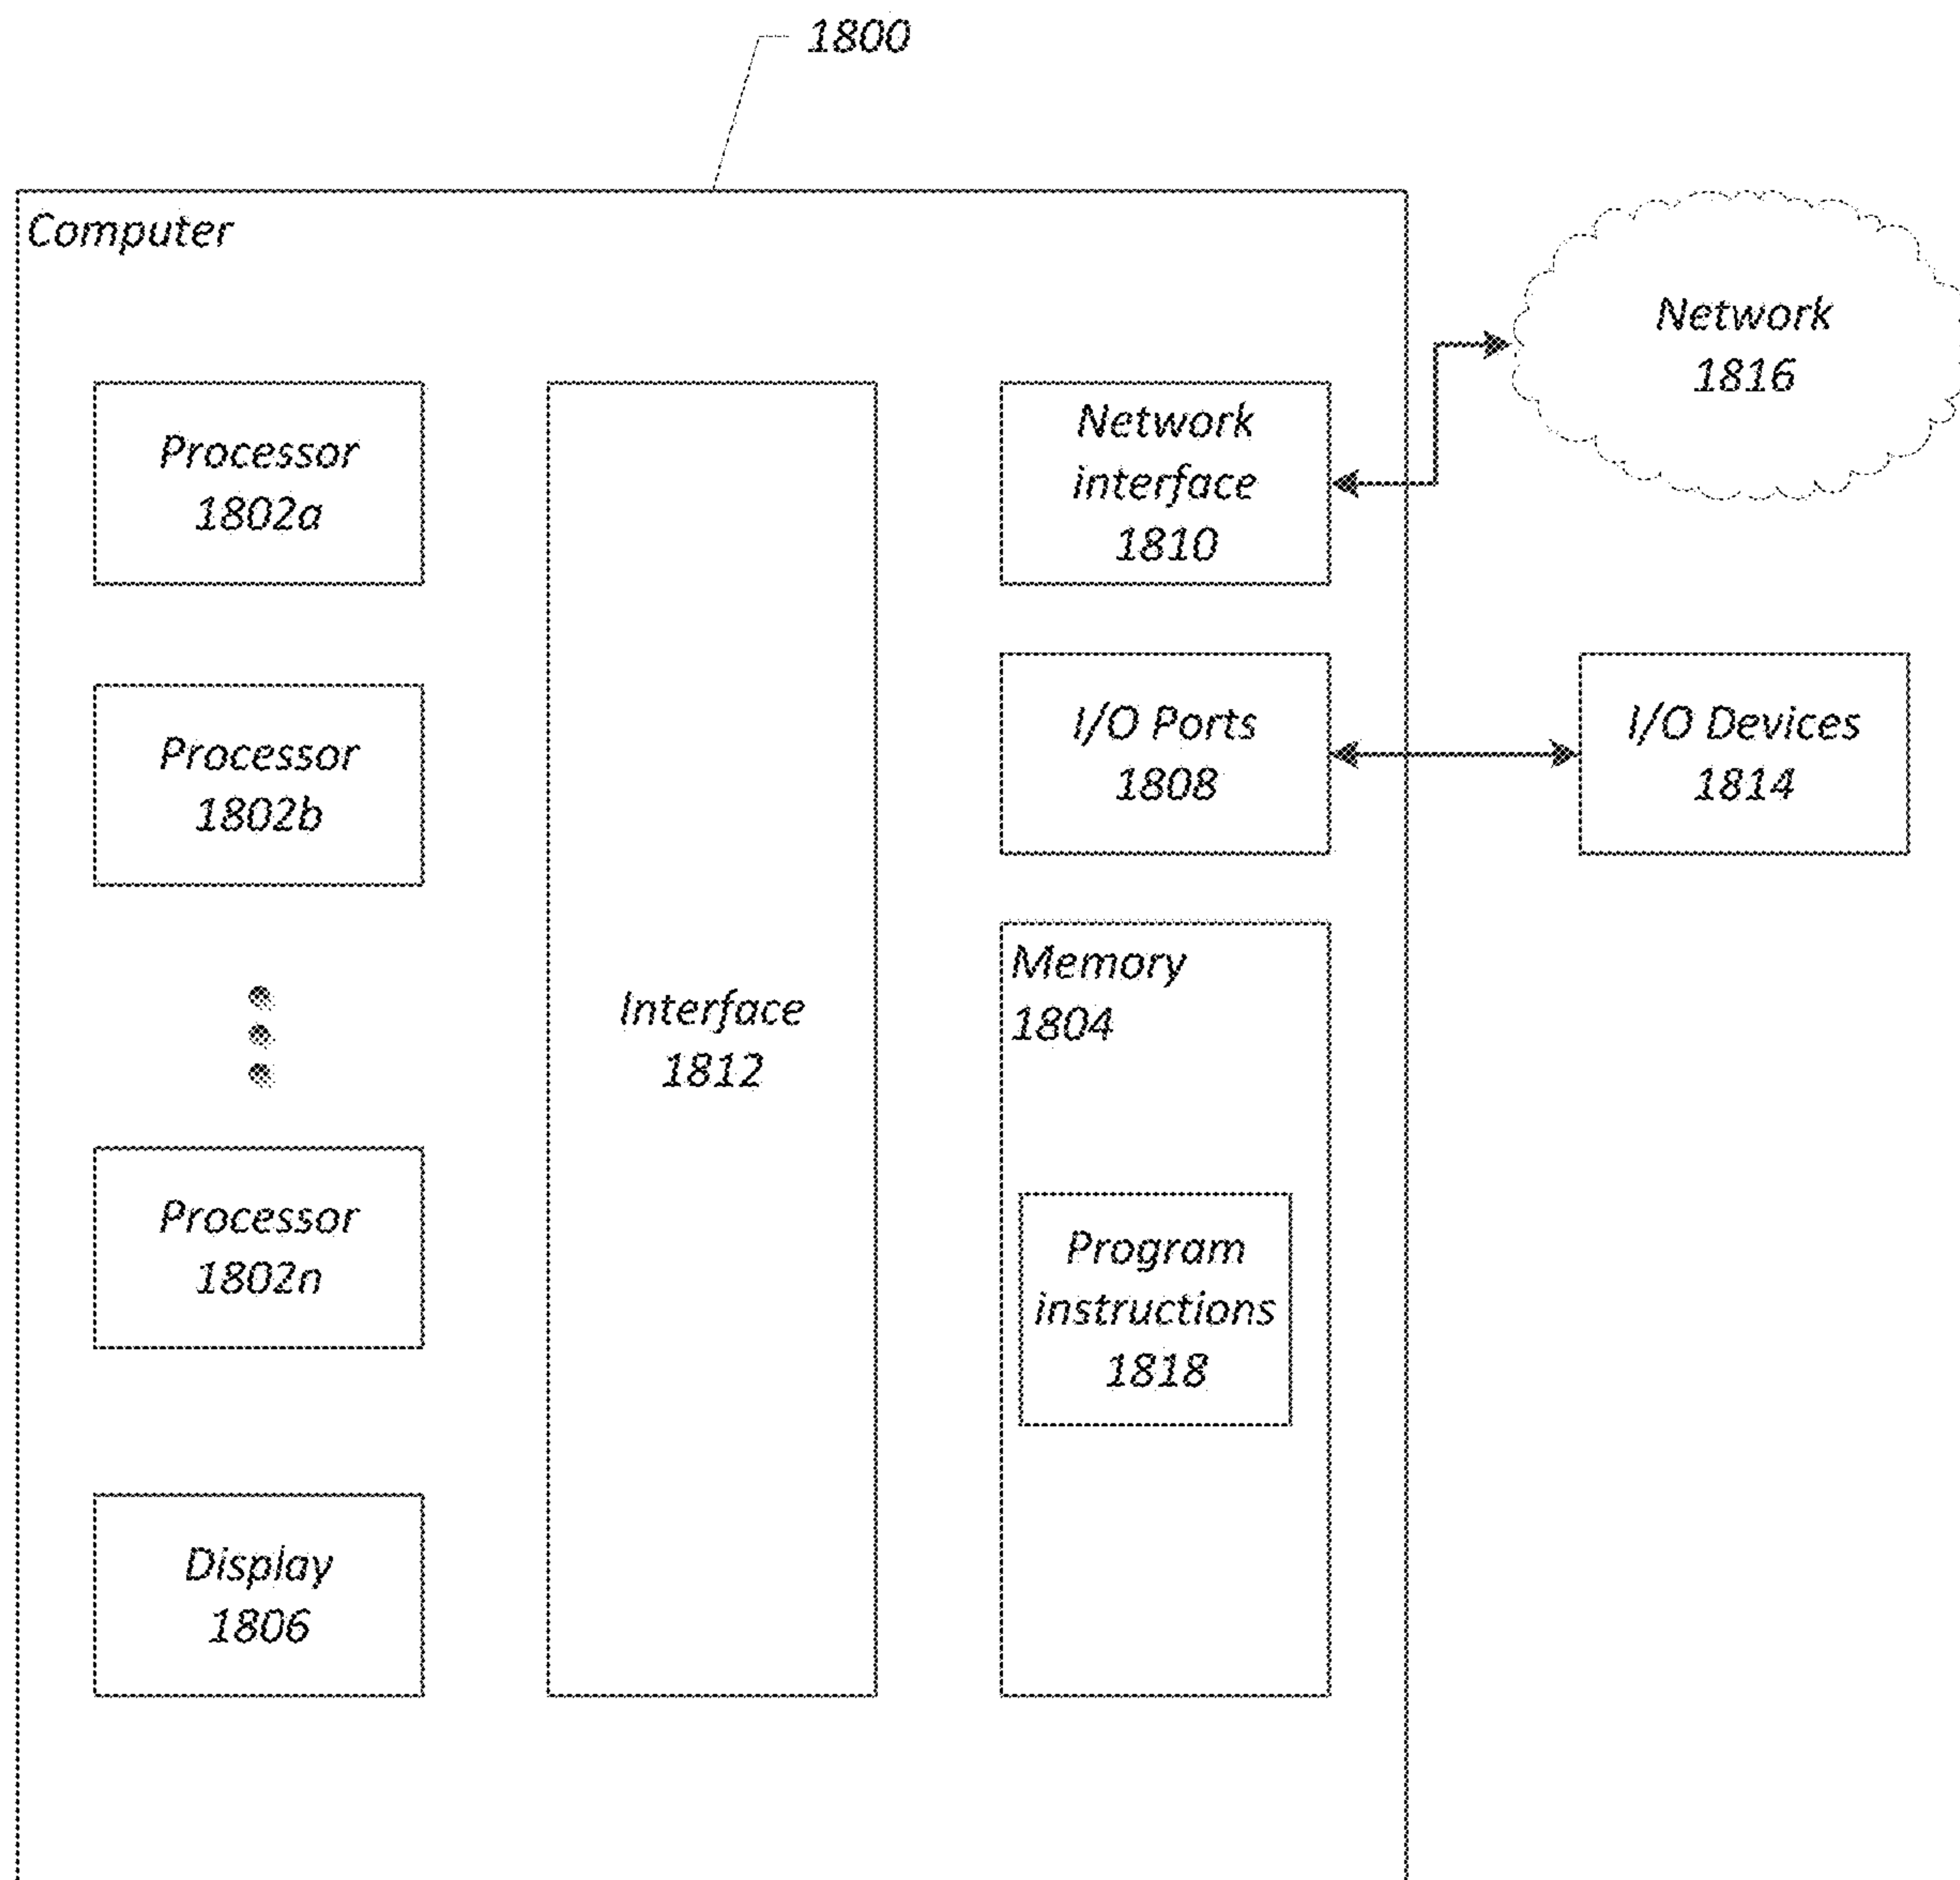 1800
Computer
Network
1816
Processor
1802a
Network
interface
1810
Processor
1802b
I/O Ports
1808
I/O Devices
1814
Interface
1812
Memory
1804
Processor
1802n
Program
instructions
1818
Display
1806